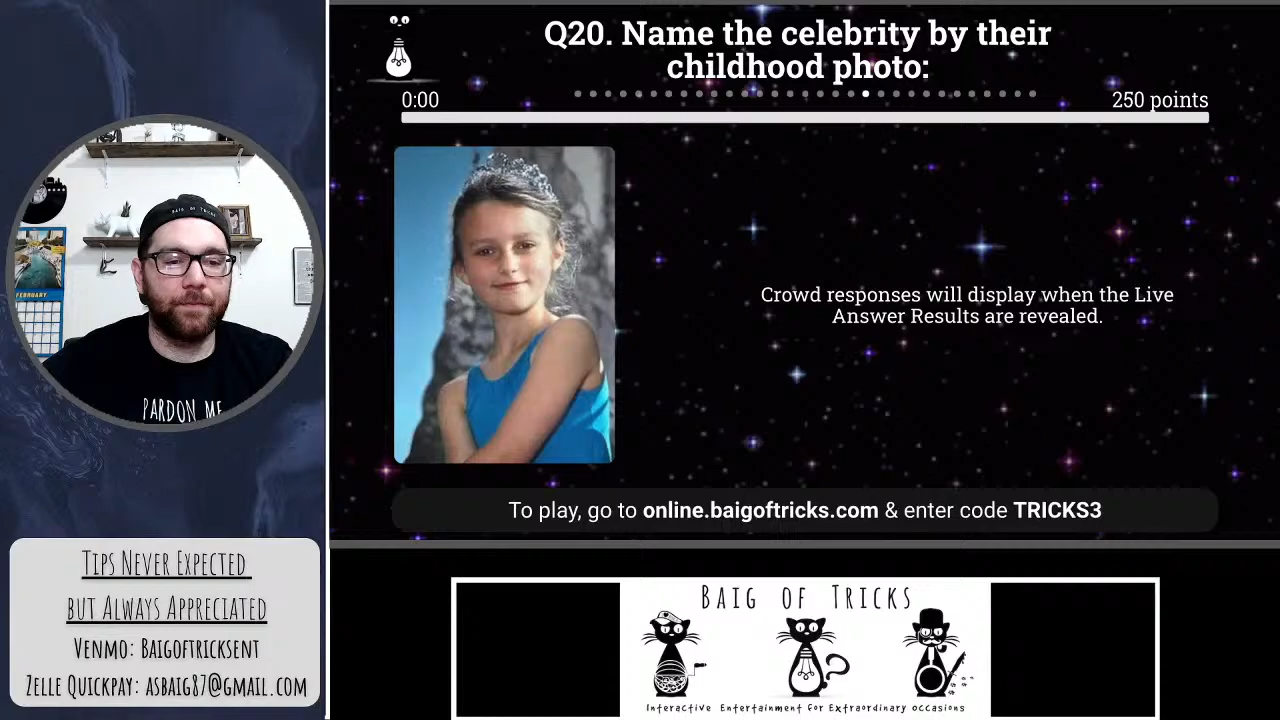 Q20. Name the celebrity by their
childhood photo:
0:00
250 points
Crowd responses will display when the Live
Answer Results are revealed.
To play, go to online.baigoftricks.com & enter code TRICKS3
BAIG OF TRICKS
FEBRUARY
PARDON ME
Tips Never Expected
but Always Appreciated
Venmo: Baigoftricksent
Zelle Quickpay: asbaig87@gmail.com
Baig of Tricks
Interactive Entertainment for Extraordinary occasions